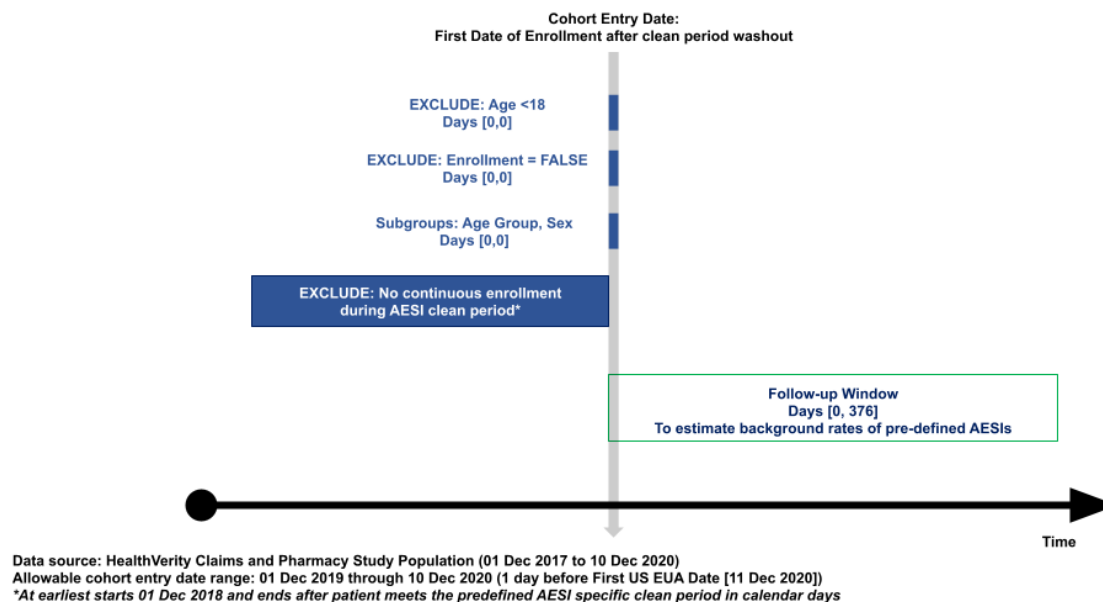 Cohort Entry Date:
First Date of Enrollment after clean period washout
EXCLUDE: Age <18
Days [0,0]
EXCLUDE: Enrollment = FALSE
Days [0,0]
Subgroups: Age Group, Sex
Days [0,0]
EXCLUDE: No continuous enrollment
during AESI clean period*
Follow-up Window
Days [0, 376]
To estimate background rates of pre-defined AESIs
Time
Data source: HealthVerity Claims and Pharmacy Study Population (01 Dec 2017 to 10 Dec 2020)
Allowable cohort entry date range: 01 Dec 2019 through 10 Dec 2020 (1 day before First US EUA Date [11 Dec 2020])
*At earliest starts 01 Dec 2018 and ends after patient meets the predefined AESI specific clean period in calendar days